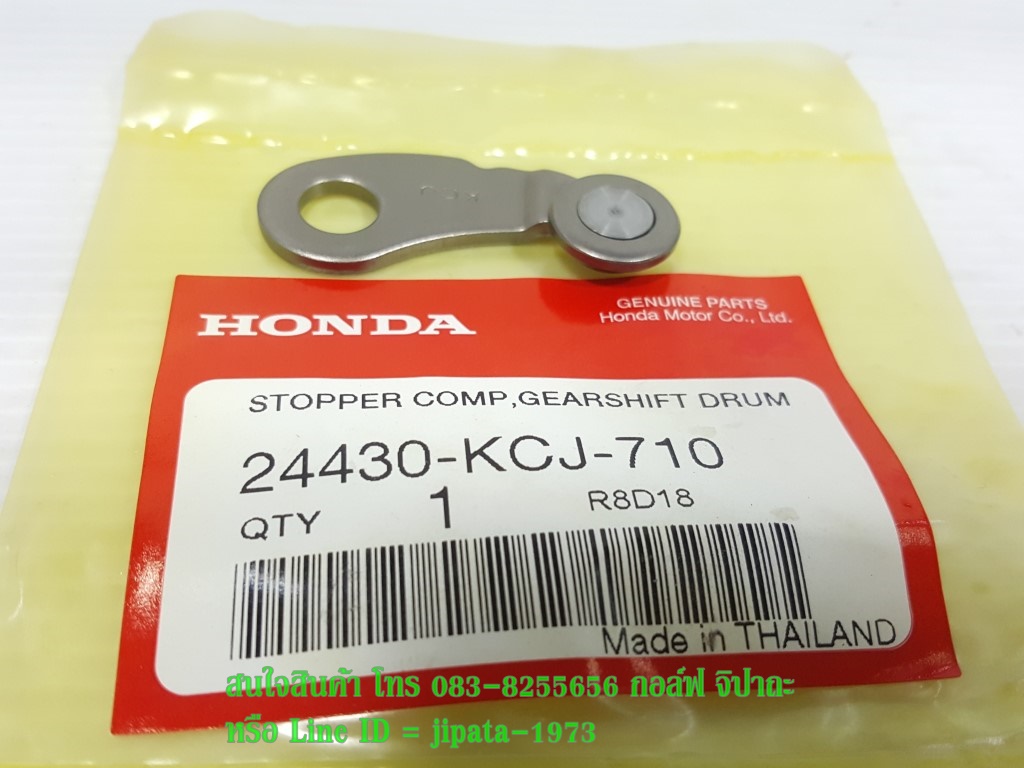 HONDA
GENUINE PARTS
Honda Motor Co., Ltd.
STOPPER COMP,GEARSHIFT DRUM
24430-KCJ-710
QTY 1 R8D18
Made in THAILAND
สนใจสินค้า โทร 083-8255656 กอล์ฟ จิปาถะ
หรือ Line ID = jipata-1973